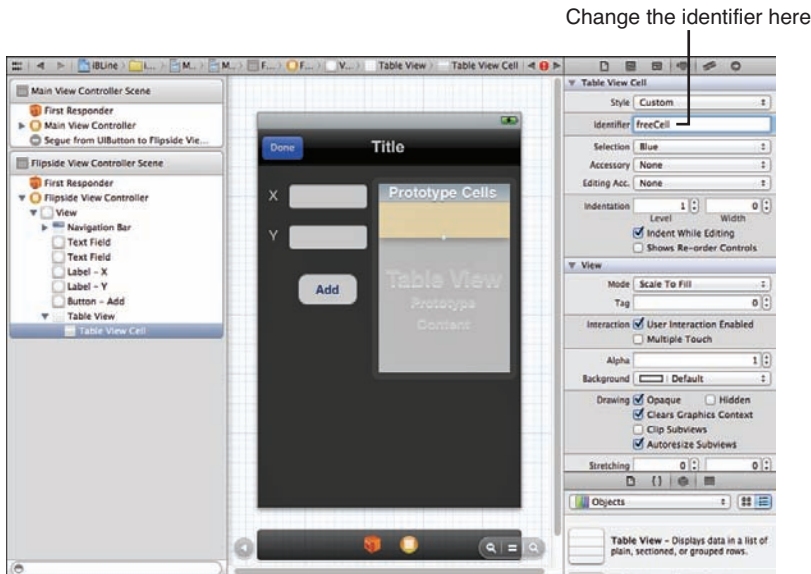 Change the identifier here
iBLine
i...
M...
M...
F...
F...
V...
Table View
Table View Cell
Main View Controller Scene
First Responder
Main View Controller
Segue from UIButton to Flipside Vie...
Flipside View Controller Scene
First Responder
Flipside View Controller
View
Navigation Bar
Text Field
Text Field
Label - X
Label - Y
Button - Add
Table View
Table View Cell
Done
Title
X
Y
Add
Prototype Cells
Table View
Prototype
Content
Table View Cell
Style Custom
Identifier freeCell
Selection Blue
Accessory None
Editing Acc. None
Indentation 1 0
Level Width
Indent While Editing
Shows Re-order Controls
View
Mode Scale To Fill
Tag 0
Interaction User Interaction Enabled
Multiple Touch
Alpha 1
Background Default
Drawing Opaque Hidden
Clears Graphics Context
Clip Subviews
Autoresize Subviews
Stretching 0 0
{}
Objects
Table View - Displays data in a list of
plain, sectioned, or grouped rows.